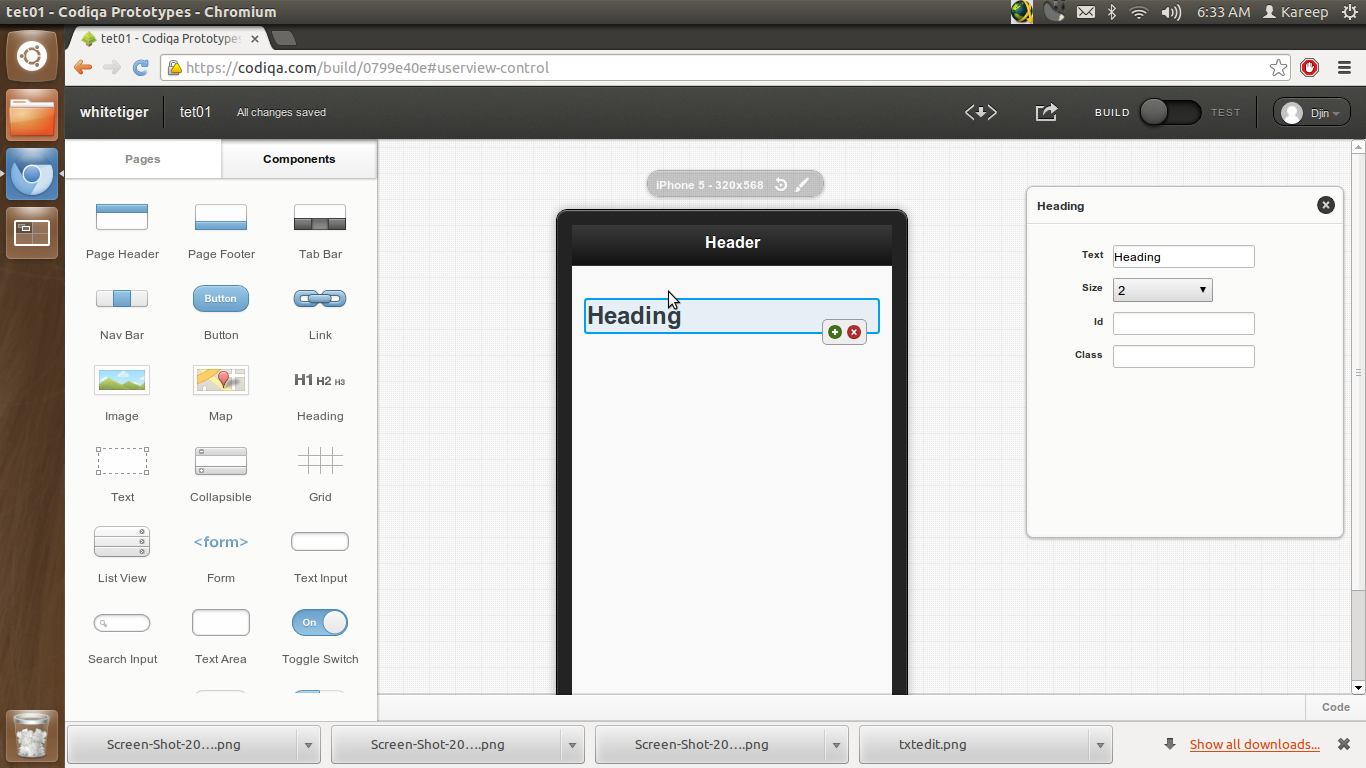 tet01 - Codiqa Prototypes - Chromium
6:33 AM
Kareep
tet01 - Codiqa Prototypes
https://codiqa.com/build/0799e40e#userview-control
whitetiger
tet01
All changes saved
BUILD
TEST
Djin
Pages
Components
Page Header
Page Footer
Tab Bar
Nav Bar
Button
Button
Link
Image
Map
H1 H2 H3
Heading
Text
Collapsible
Grid
List View
<form>
Form
Text Input
Search Input
Text Area
On
Toggle Switch
iPhone 5 - 320x568
Header
Heading
Heading
Text
Heading
Size
2
Id
Class
Code
Screen-Shot-20....png
Screen-Shot-20....png
Screen-Shot-20....png
txtedit.png
Show all downloads...